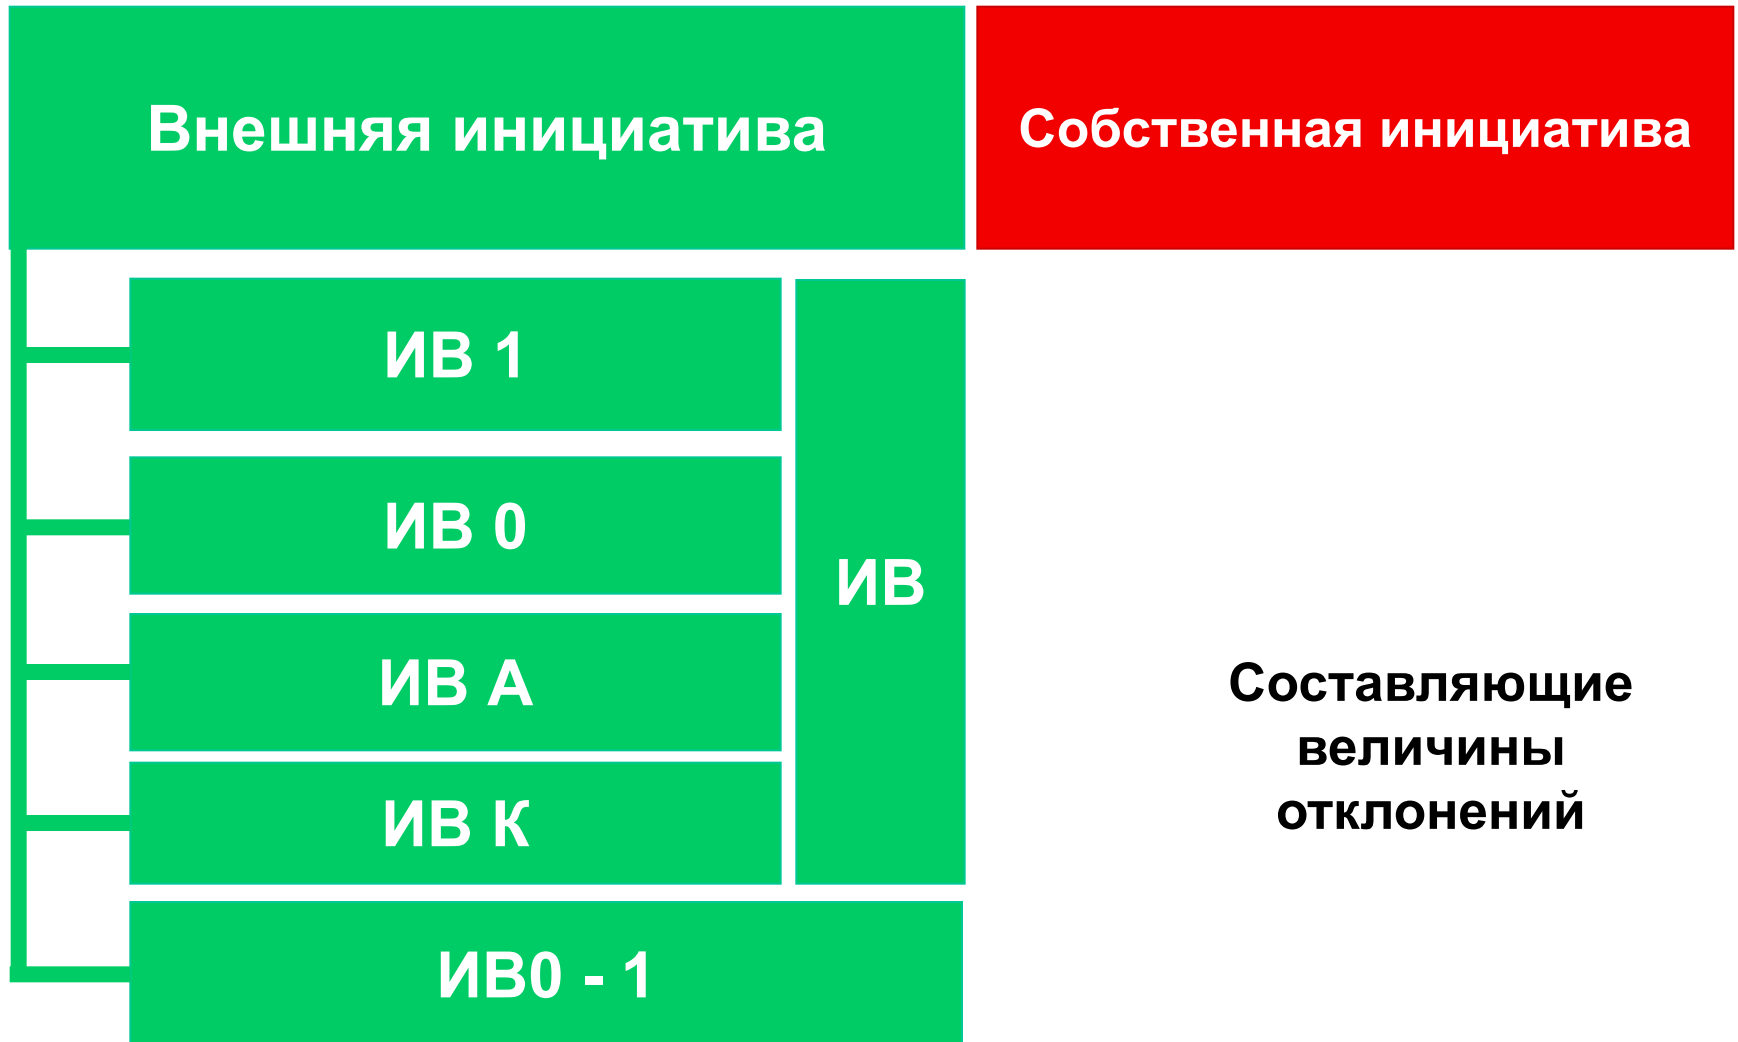 Внешняя инициатива
Собственная инициатива
ИВ 1
ИВ 0
ИВ А
ИВ К
ИВ
ИВ0 - 1
Составляющие
величины
отклонений